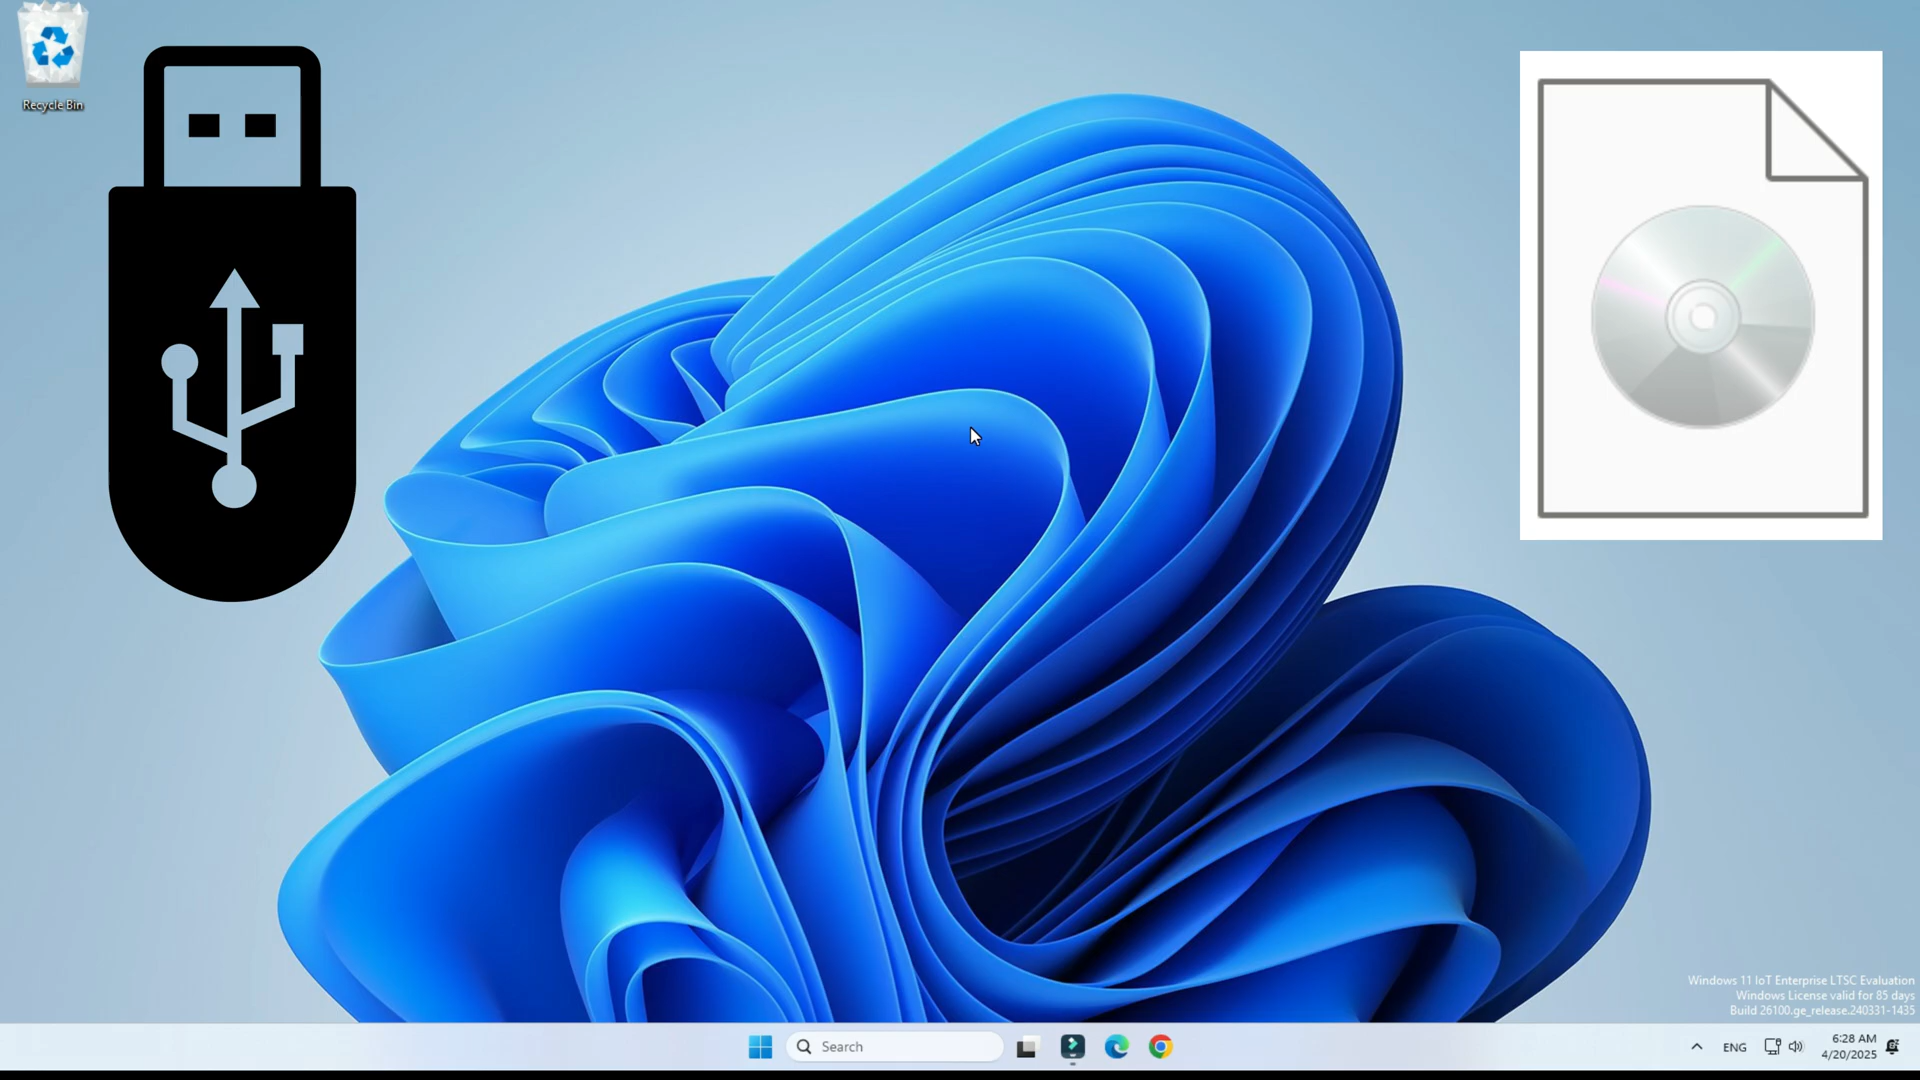 Recycle Bin
Windows 11 IoT Enterprise LTSC Evaluation
Windows License valid for 85 days
Build 26100.ge_release.240331-1435
Search
ENG
6:28 AM
4/20/2025